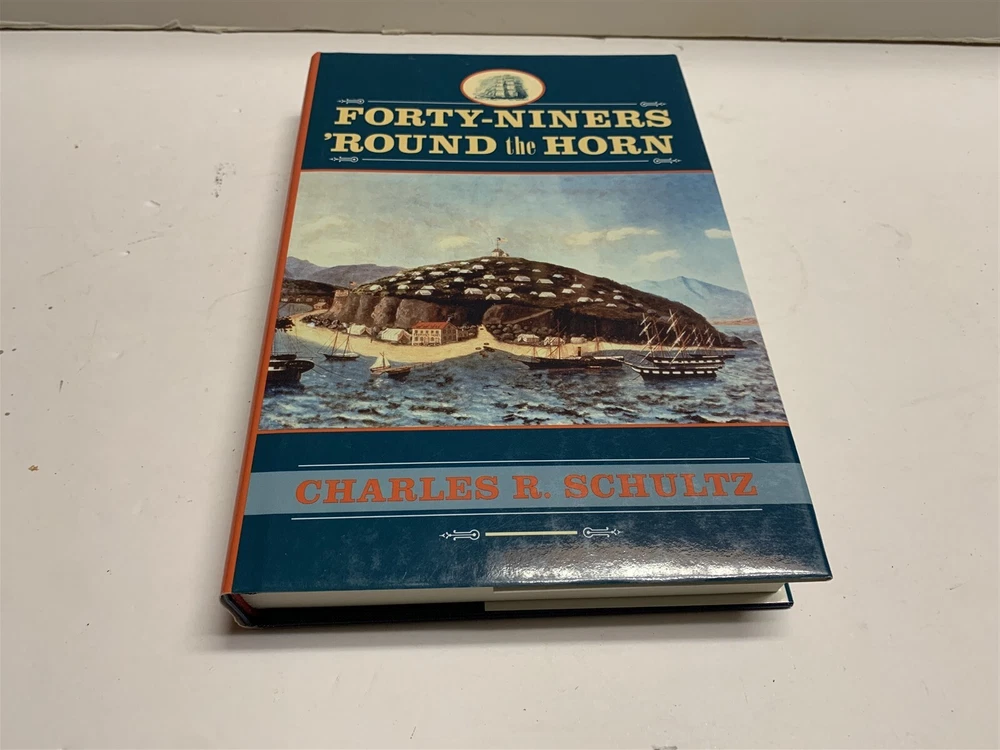 FORTY-NINERS
’ROUND the HORN
CHARLES R. SCHULTZ